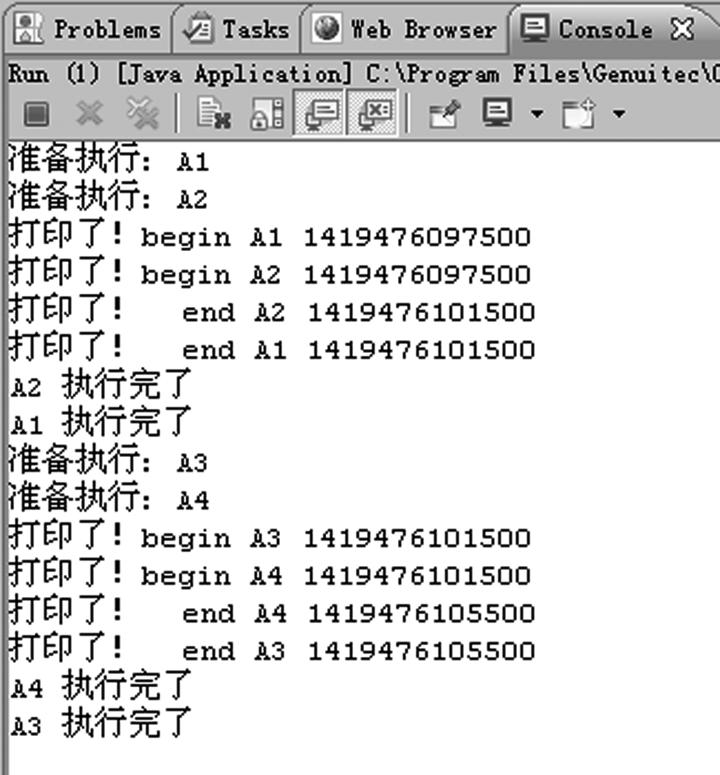 Problems Tasks Web Browser Console
Run (1) [Java Application] C:\Program Files\Genuitec\
准备执行：A1
准备执行：A2
打印了！begin A1 1419476097500
打印了！begin A2 1419476097500
打印了！  end A2 1419476101500
打印了！  end A1 1419476101500
A2 执行完了
A1 执行完了
准备执行：A3
准备执行：A4
打印了！begin A3 1419476101500
打印了！begin A4 1419476101500
打印了！  end A4 1419476105500
打印了！  end A3 1419476105500
A4 执行完了
A3 执行完了